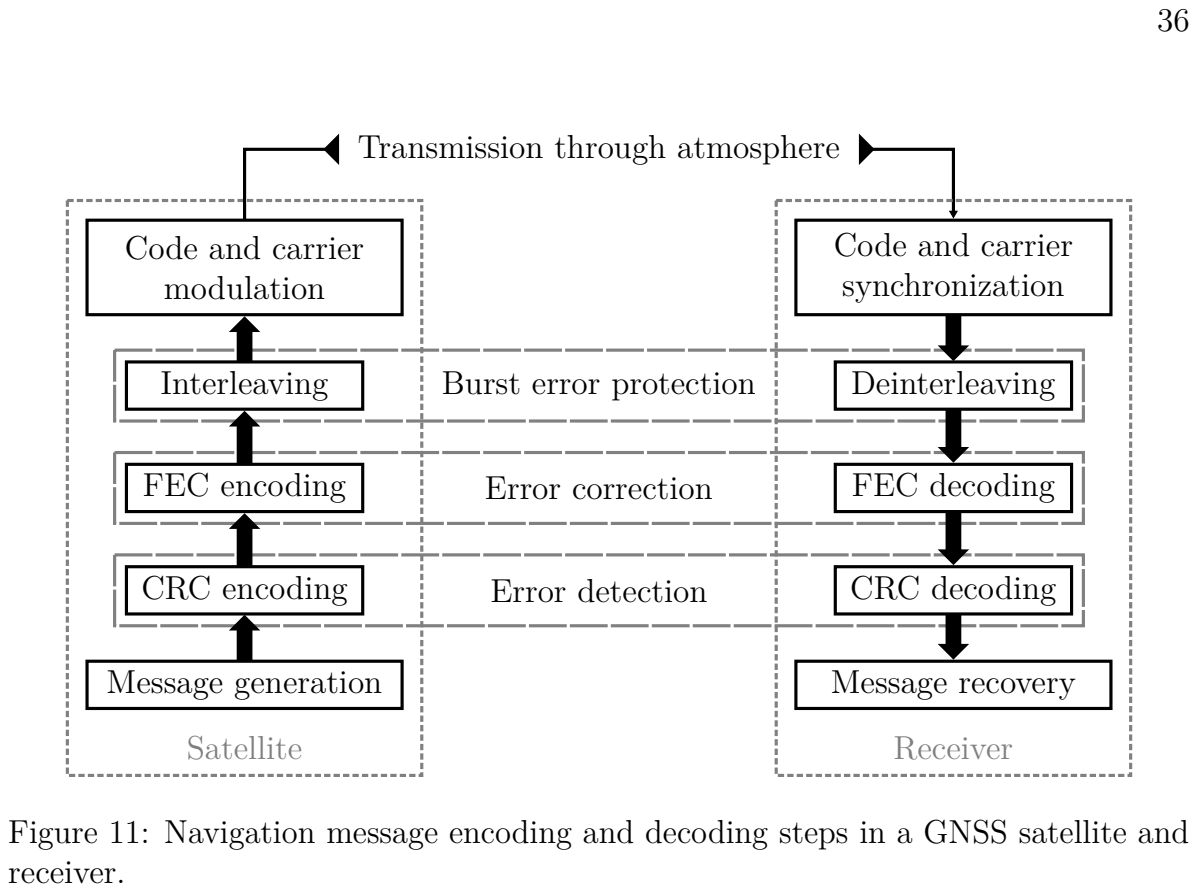 36
Transmission through atmosphere
Code and carrier
modulation
Code and carrier
synchronization
Interleaving
Burst error protection
Deinterleaving
FEC encoding
Error correction
FEC decoding
CRC encoding
Error detection
CRC decoding
Message generation
Message recovery
Satellite
Receiver
Figure 11: Navigation message encoding and decoding steps in a GNSS satellite and
receiver.